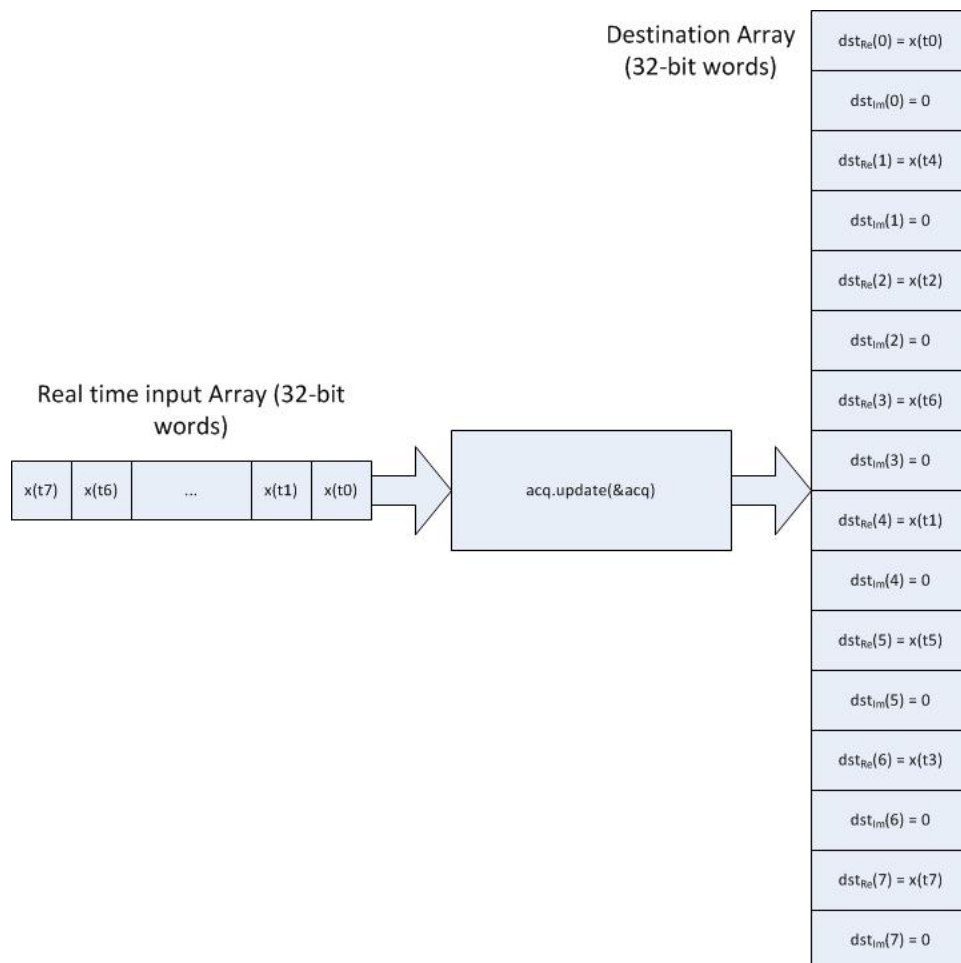 Destination Array
(32-bit words)
dstRe(0) = x(t0)
dstIm(0) = 0
dstRe(1) = x(t4)
dstIm(1) = 0
dstRe(2) = x(t2)
dstIm(2) = 0
dstRe(3) = x(t6)
dstIm(3) = 0
dstRe(4) = x(t1)
dstIm(4) = 0
dstRe(5) = x(t5)
dstIm(5) = 0
dstRe(6) = x(t3)
dstIm(6) = 0
dstRe(7) = x(t7)
dstIm(7) = 0
Real time input Array (32-bit
words)
x(t7) x(t6) ... x(t1) x(t0)
acq.update(&acq)